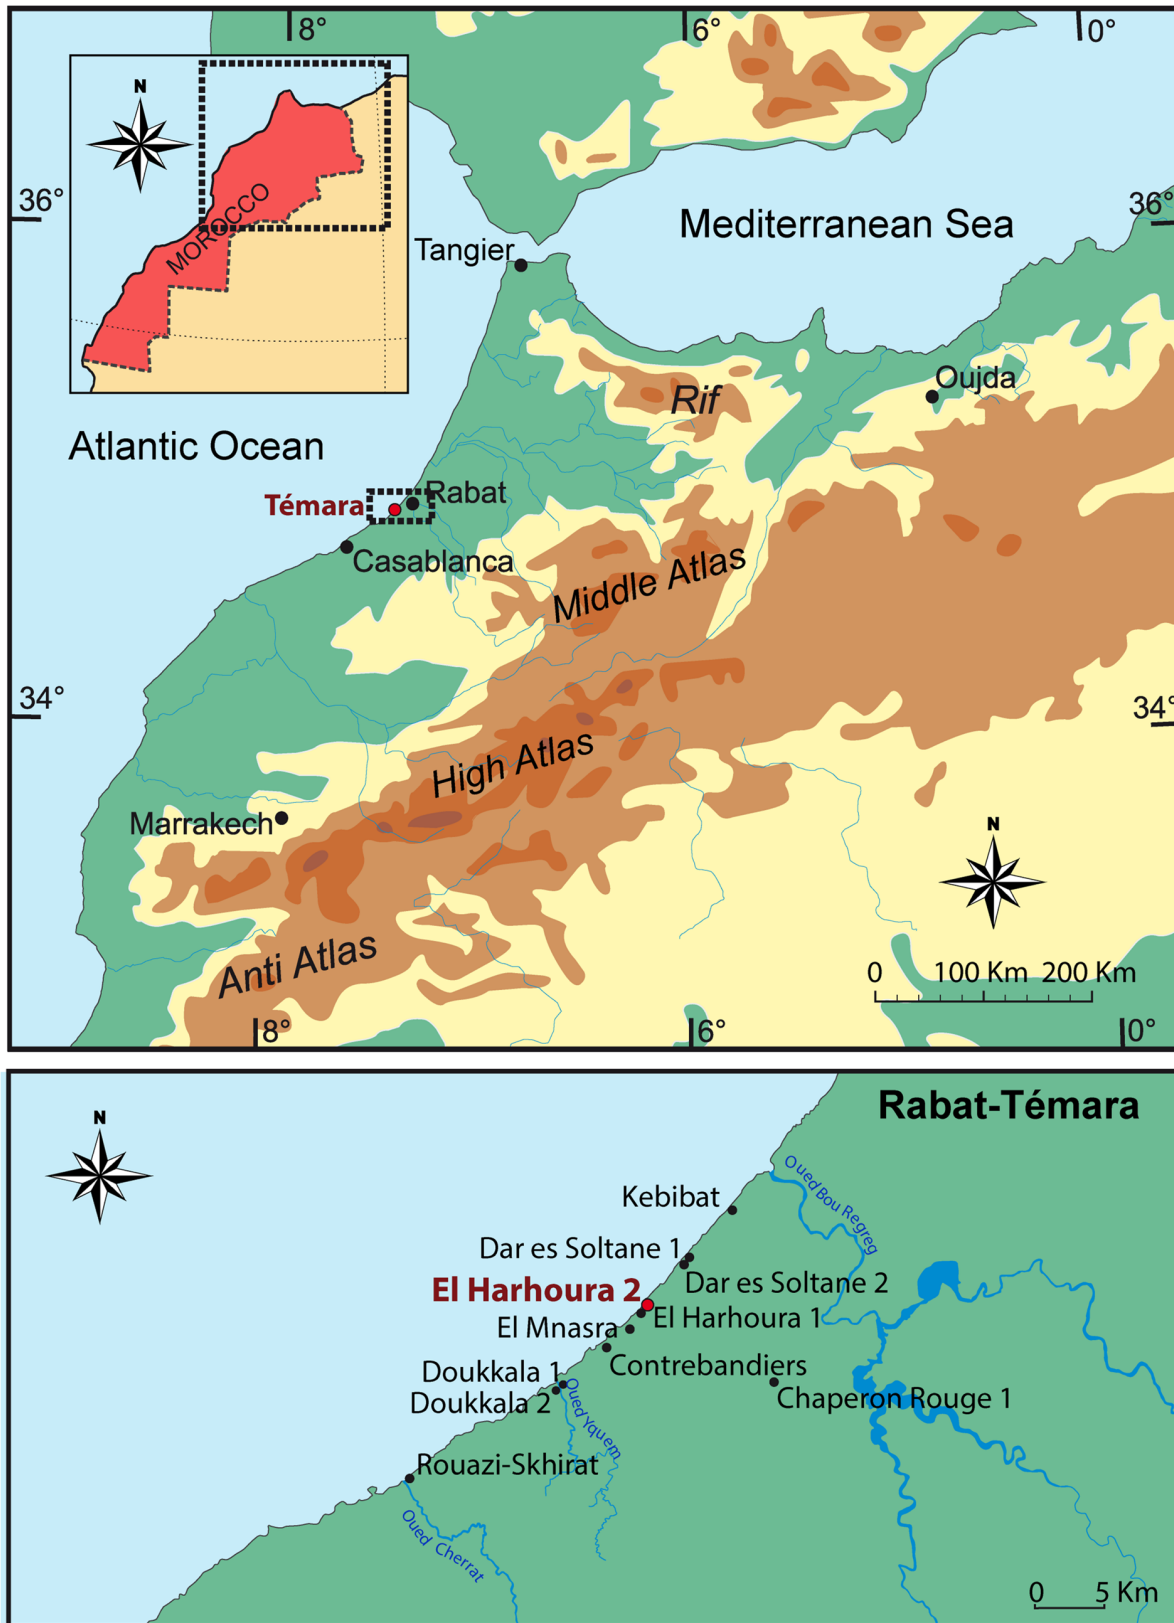 8°
6°
0°
N
MOROCCO
36°
36°
Mediterranean Sea
Tangier
Oujda
Rif
Atlantic Ocean
Rabat
Témara
Casablanca
Middle Atlas
34°
34°
High Atlas
Marrakech
N
Anti Atlas
0 100 Km 200 Km
8°
6°
0°
Rabat-Témara
N
Oued Bou Regreg
Kebibat
Dar es Soltane 1
Dar es Soltane 2
El Harhoura 2
El Harhoura 1
El Mnasra
Contrebandiers
Doukkala 1
Doukkala 2
Chaperon Rouge 1
Oued Yquem
Rouazi-Skhirat
Oued Cherrat
0 5 Km